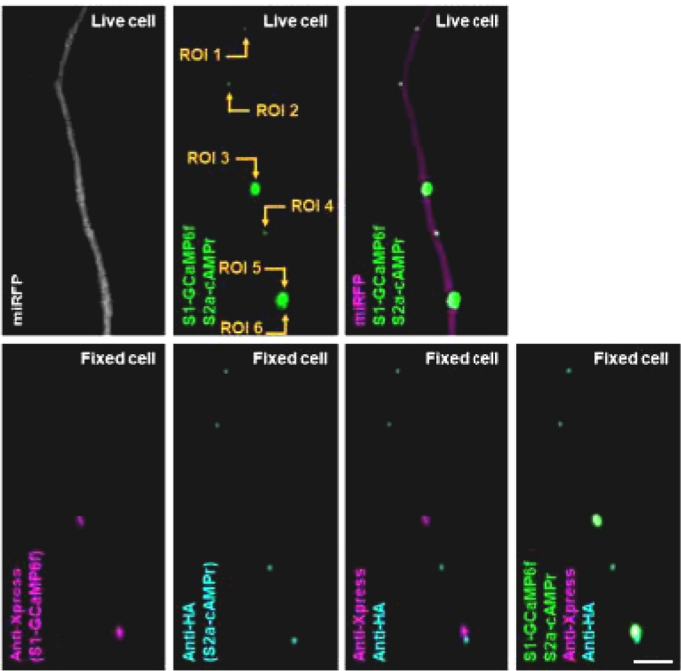 Live cell
miRFP
Live cell
ROI 1
ROI 2
ROI 3
ROI 4
ROI 5
ROI 6
S1-GCaMP6f
S2a-cAMPr
Live cell
miRFP
S1-GCaMP6f
S2a-cAMPr
Fixed cell
Anti-Xpress
(S1-GCaMP6f)
Fixed cell
Anti-HA
(S2a-cAMPr)
Fixed cell
Anti-Xpress
Anti-HA
Fixed cell
S1-GCaMP6f
S2a-cAMPr
Anti-Xpress
Anti-HA